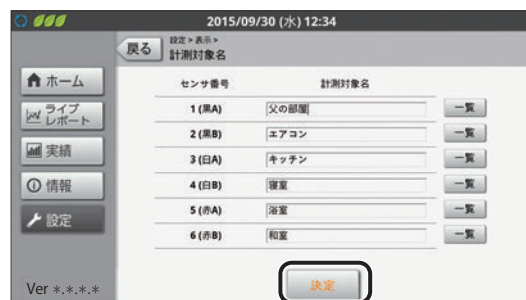 2015/09/30 (水) 12:34
戻る
設定＞表示＞
計測対象名
ホーム
ライブ
レポート
実績
情報
設定
Ver *.*.*.*
センサ番号 計測対象名
1 (黒A) 父の部屋 一覧
2 (黒B) エアコン 一覧
3 (白A) キッチン 一覧
4 (白B) 寝室 一覧
5 (赤A) 浴室 一覧
6 (赤B) 和室 一覧
決定